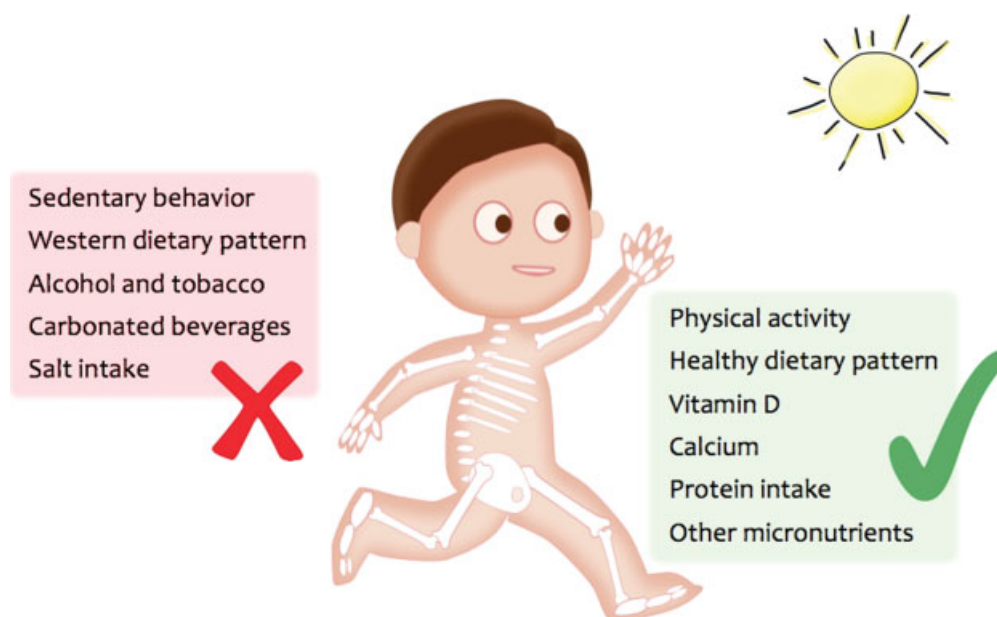 Sedentary behavior
Western dietary pattern
Alcohol and tobacco
Carbonated beverages
Salt intake
Physical activity
Healthy dietary pattern
Vitamin D
Calcium
Protein intake
Other micronutrients